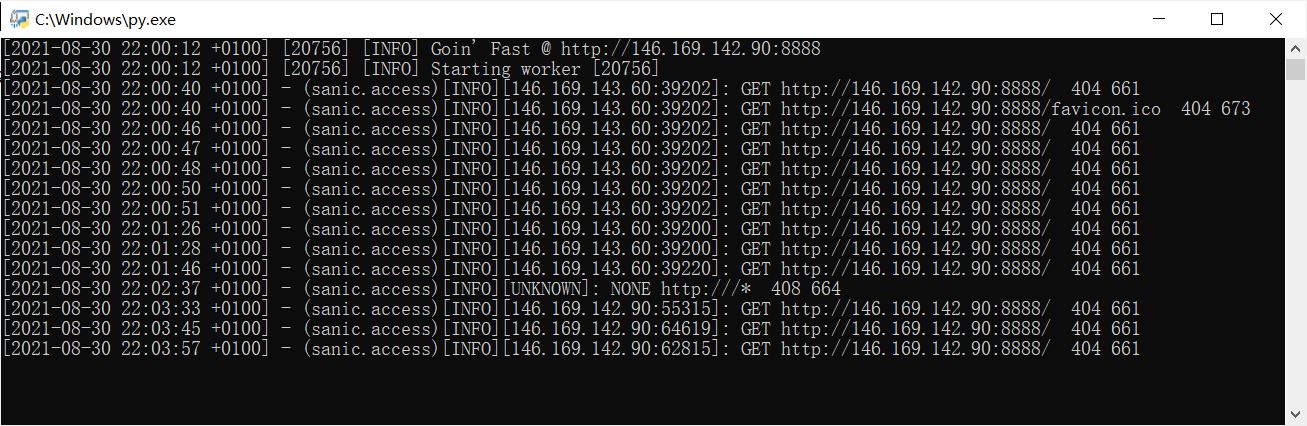 C:\Windows\py.exe
[2021-08-30 22:00:12 +0100] [20756] [INFO] Goin' Fast @ http://146.169.142.90:8888
[2021-08-30 22:00:12 +0100] [20756] [INFO] Starting worker [20756]
[2021-08-30 22:00:40 +0100] - (sanic.access)[INFO][146.169.143.60:39202]: GET http://146.169.142.90:8888/  404 661
[2021-08-30 22:00:40 +0100] - (sanic.access)[INFO][146.169.143.60:39202]: GET http://146.169.142.90:8888/favicon.ico  404 673
[2021-08-30 22:00:46 +0100] - (sanic.access)[INFO][146.169.143.60:39202]: GET http://146.169.142.90:8888/  404 661
[2021-08-30 22:00:47 +0100] - (sanic.access)[INFO][146.169.143.60:39202]: GET http://146.169.142.90:8888/  404 661
[2021-08-30 22:00:48 +0100] - (sanic.access)[INFO][146.169.143.60:39202]: GET http://146.169.142.90:8888/  404 661
[2021-08-30 22:00:50 +0100] - (sanic.access)[INFO][146.169.143.60:39202]: GET http://146.169.142.90:8888/  404 661
[2021-08-30 22:00:51 +0100] - (sanic.access)[INFO][146.169.143.60:39202]: GET http://146.169.142.90:8888/  404 661
[2021-08-30 22:01:26 +0100] - (sanic.access)[INFO][146.169.143.60:39200]: GET http://146.169.142.90:8888/  404 661
[2021-08-30 22:01:28 +0100] - (sanic.access)[INFO][146.169.143.60:39200]: GET http://146.169.142.90:8888/  404 661
[2021-08-30 22:01:46 +0100] - (sanic.access)[INFO][146.169.143.60:39220]: GET http://146.169.142.90:8888/  404 661
[2021-08-30 22:02:37 +0100] - (sanic.access)[INFO][UNKNOWN]: NONE http:///*  408 664
[2021-08-30 22:03:33 +0100] - (sanic.access)[INFO][146.169.142.90:55315]: GET http://146.169.142.90:8888/  404 661
[2021-08-30 22:03:45 +0100] - (sanic.access)[INFO][146.169.142.90:64619]: GET http://146.169.142.90:8888/  404 661
[2021-08-30 22:03:57 +0100] - (sanic.access)[INFO][146.169.142.90:62815]: GET http://146.169.142.90:8888/  404 661